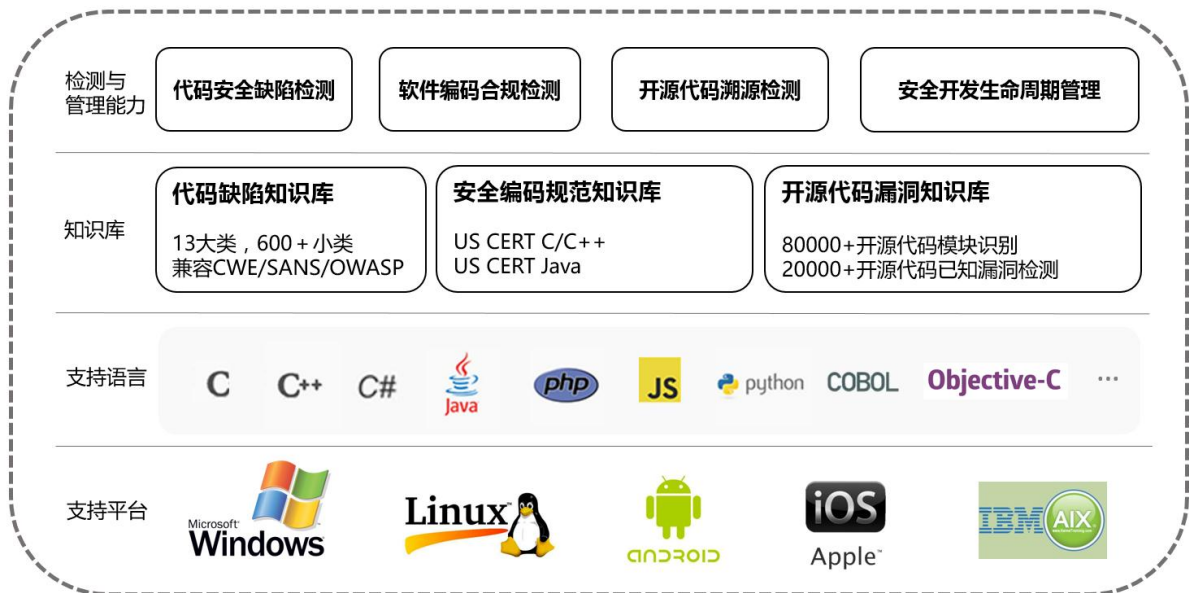 检测与
管理能力
代码安全缺陷检测
软件编码合规检测
开源代码溯源检测
安全开发生命周期管理
知识库
代码缺陷知识库
13大类，600＋小类
兼容CWE/SANS/OWASP
安全编码规范知识库
US CERT C/C++
US CERT Java
开源代码漏洞知识库
80000+开源代码模块识别
20000+开源代码已知漏洞检测
支持语言
C
C++
C#
Java
php
JS
python
COBOL
Objective-C
...
支持平台
Microsoft
Windows
Linux
ANDROID
iOS
Apple
IBM
AIX